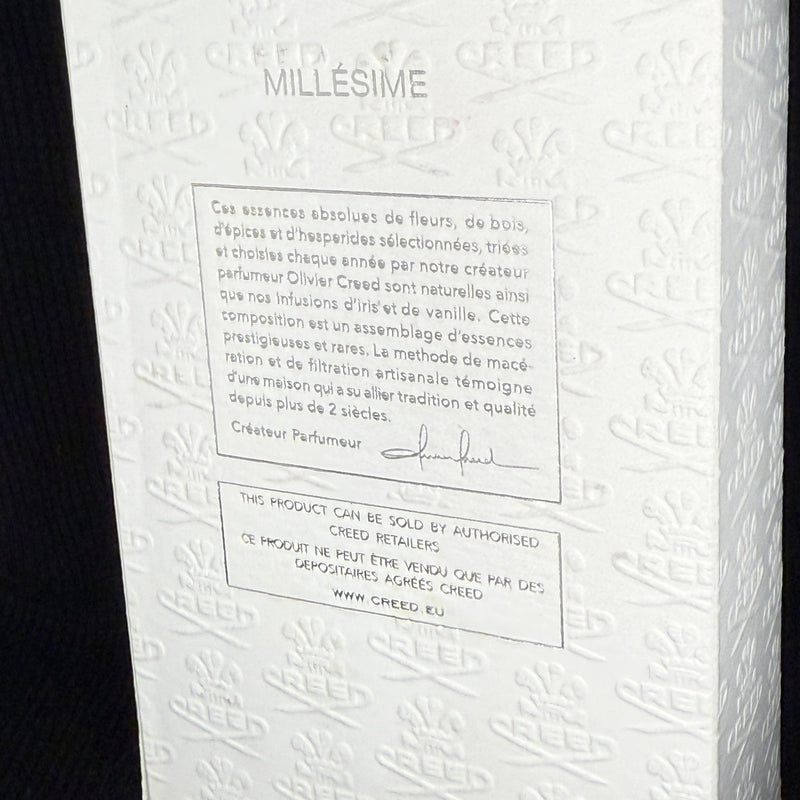 MILLÉSIME
Ces essences absolues de fleurs, de bois,
d'épices et d'hesperides sélectionnées, triées
et choisies chaque année par notre créateur
parfumeur Olivier Creed sont naturelles ainsi
que nos infusions d'iris et de vanille. Cette
composition est un assemblage d'essences
prestigieuses et rares. La methode de macé-
ration et de filtration artisanale témoigne
d'une maison qui a su allier tradition et qualité
depuis plus de 2 siècles.
Créateur Parfumeur
THIS PRODUCT CAN BE SOLD BY AUTHORISED
CREED RETAILERS
CE PRODUIT NE PEUT ÊTRE VENDU QUE PAR DES
DEPOSITAIRES AGRÉÉS CREED
WWW.CREED.EU
CREED